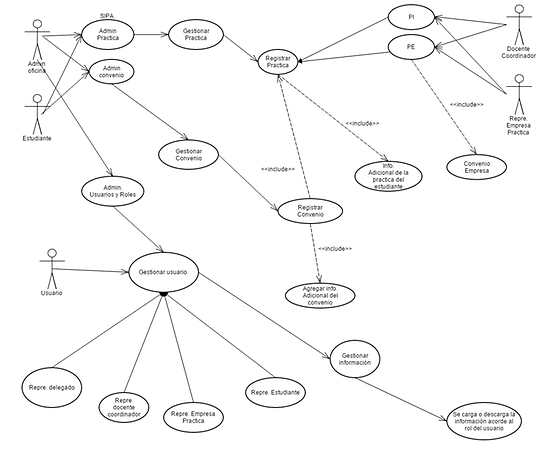 SIPA
Admin
Practica
Gestionar
Practica
PI
PE
Docente
Coordinador
Admin
oficina
Admin
convenio
Registrar
Practica
Repre.
Empresa
Practica
Estudiante
<<include>>
<<include>>
Gestionar
Convenio
<<include>>
Info.
Adicional de la
practica del
estudiante
Convenio
Empresa
Admin.
Usuarios y Roles
Registrar
Convenio
<<include>>
Usuario
Gestionar usuario
Agregar info.
Adicional del
convenio
Gestionar
información
Repre. delegado
Repre.
docente
coordinador
Repre. Empresa
Practica
Repre. Estudiante
Se carga o descarga la
información acorde al
rol del usuario